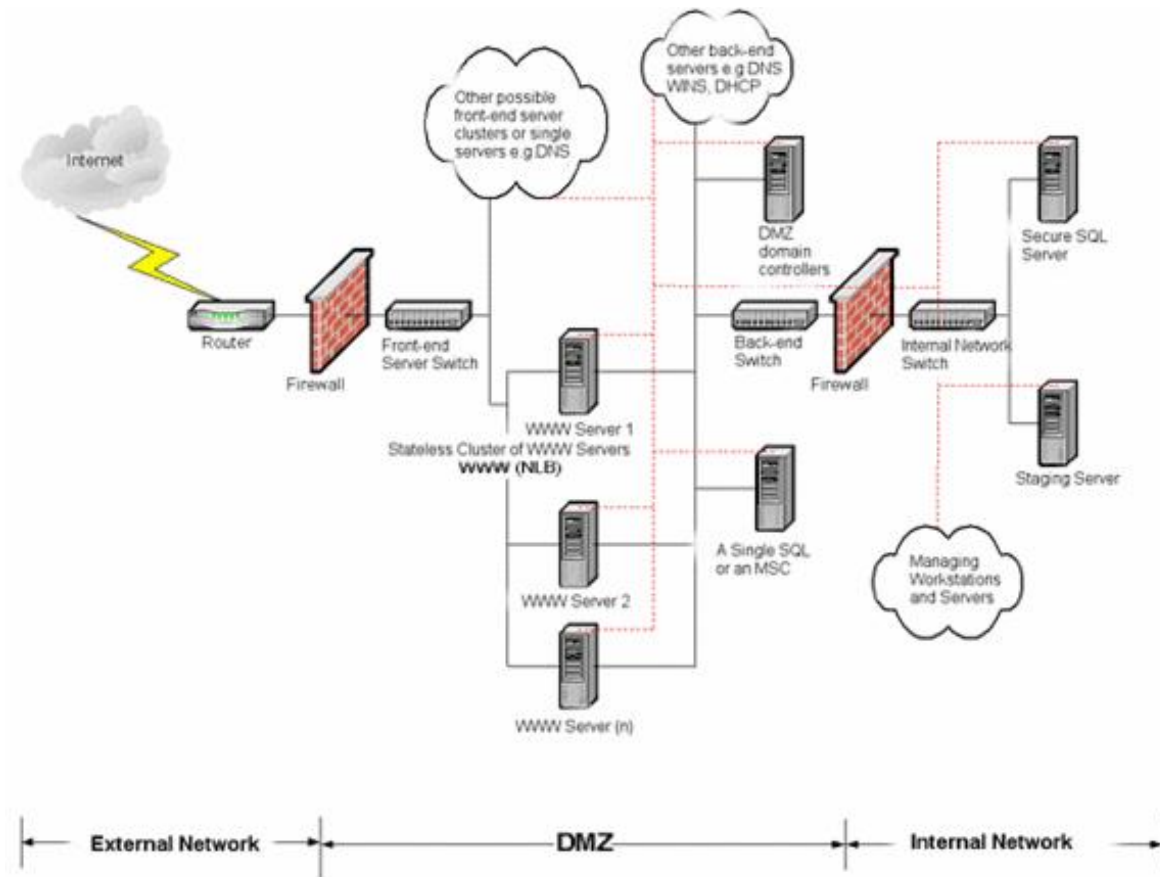 Other back-end
servers e.g DNS
WINS, DHCP
Other possible
front-end server
clusters or single
servers e.g.DNS
Internet
DMZ
domain
controllers
Secure SQL
Server
Router
Firewall
Front-end
Server Switch
Back-end
Switch
Firewall
Internal Network
Switch
WWW Server 1
Stateless Cluster of WWW Servers
WWW (NLB)
Staging Server
A Single SQL
or an MSC
WWW Server 2
Managing
Workstations
and Servers
WWW Server (n)
External Network
DMZ
Internal Network